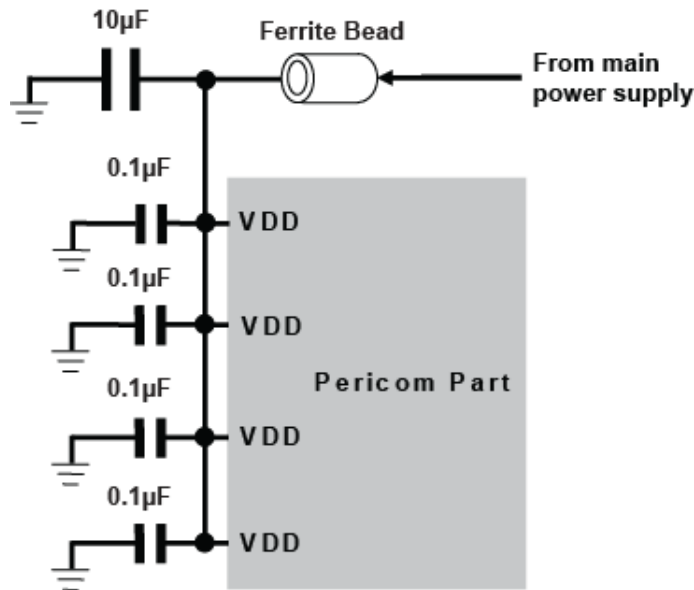 10µF
Ferrite Bead
From main
power supply
0.1µF
VDD
0.1µF
VDD
Pericom Part
0.1µF
VDD
0.1µF
VDD